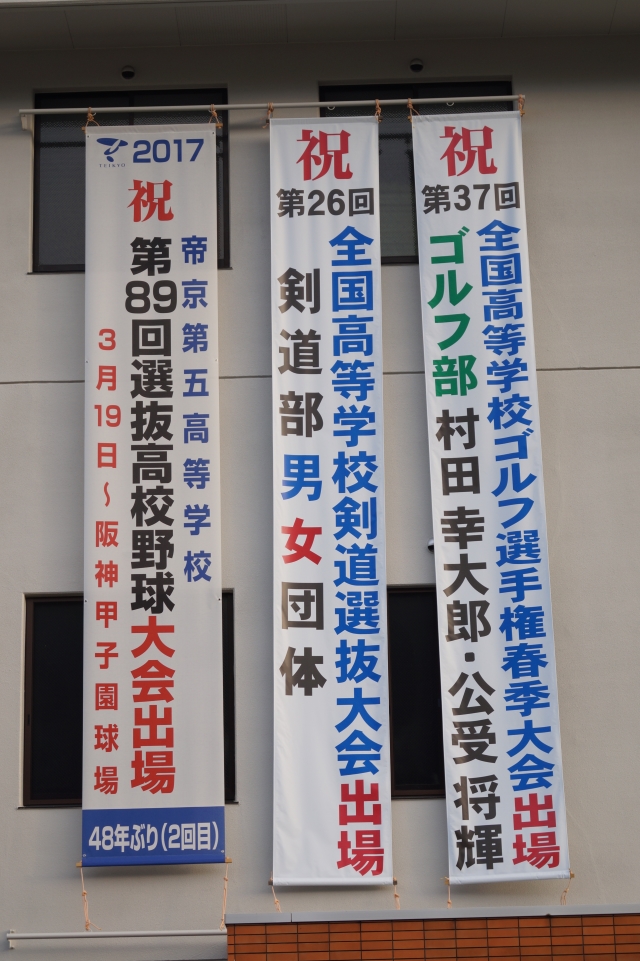 TEIKYO
2017
祝
帝京第五高等学校
第89回選抜高校野球大会出場
3月19日～阪神甲子園球場
48年ぶり(2回目)
祝
第26回
全国高等学校剣道選抜大会出場
剣道部男女団体
祝
第37回
全国高等学校ゴルフ選手権春季大会出場
ゴルフ部 村田 幸大郎・公受 将輝